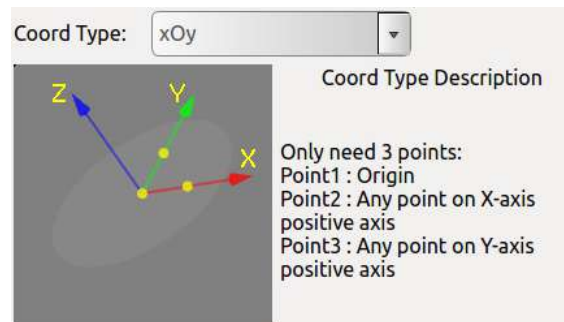 Coord Type: xOy
Coord Type Description
Z
Y
X
Only need 3 points:
Point1 : Origin
Point2 : Any point on X-axis
positive axis
Point3 : Any point on Y-axis
positive axis